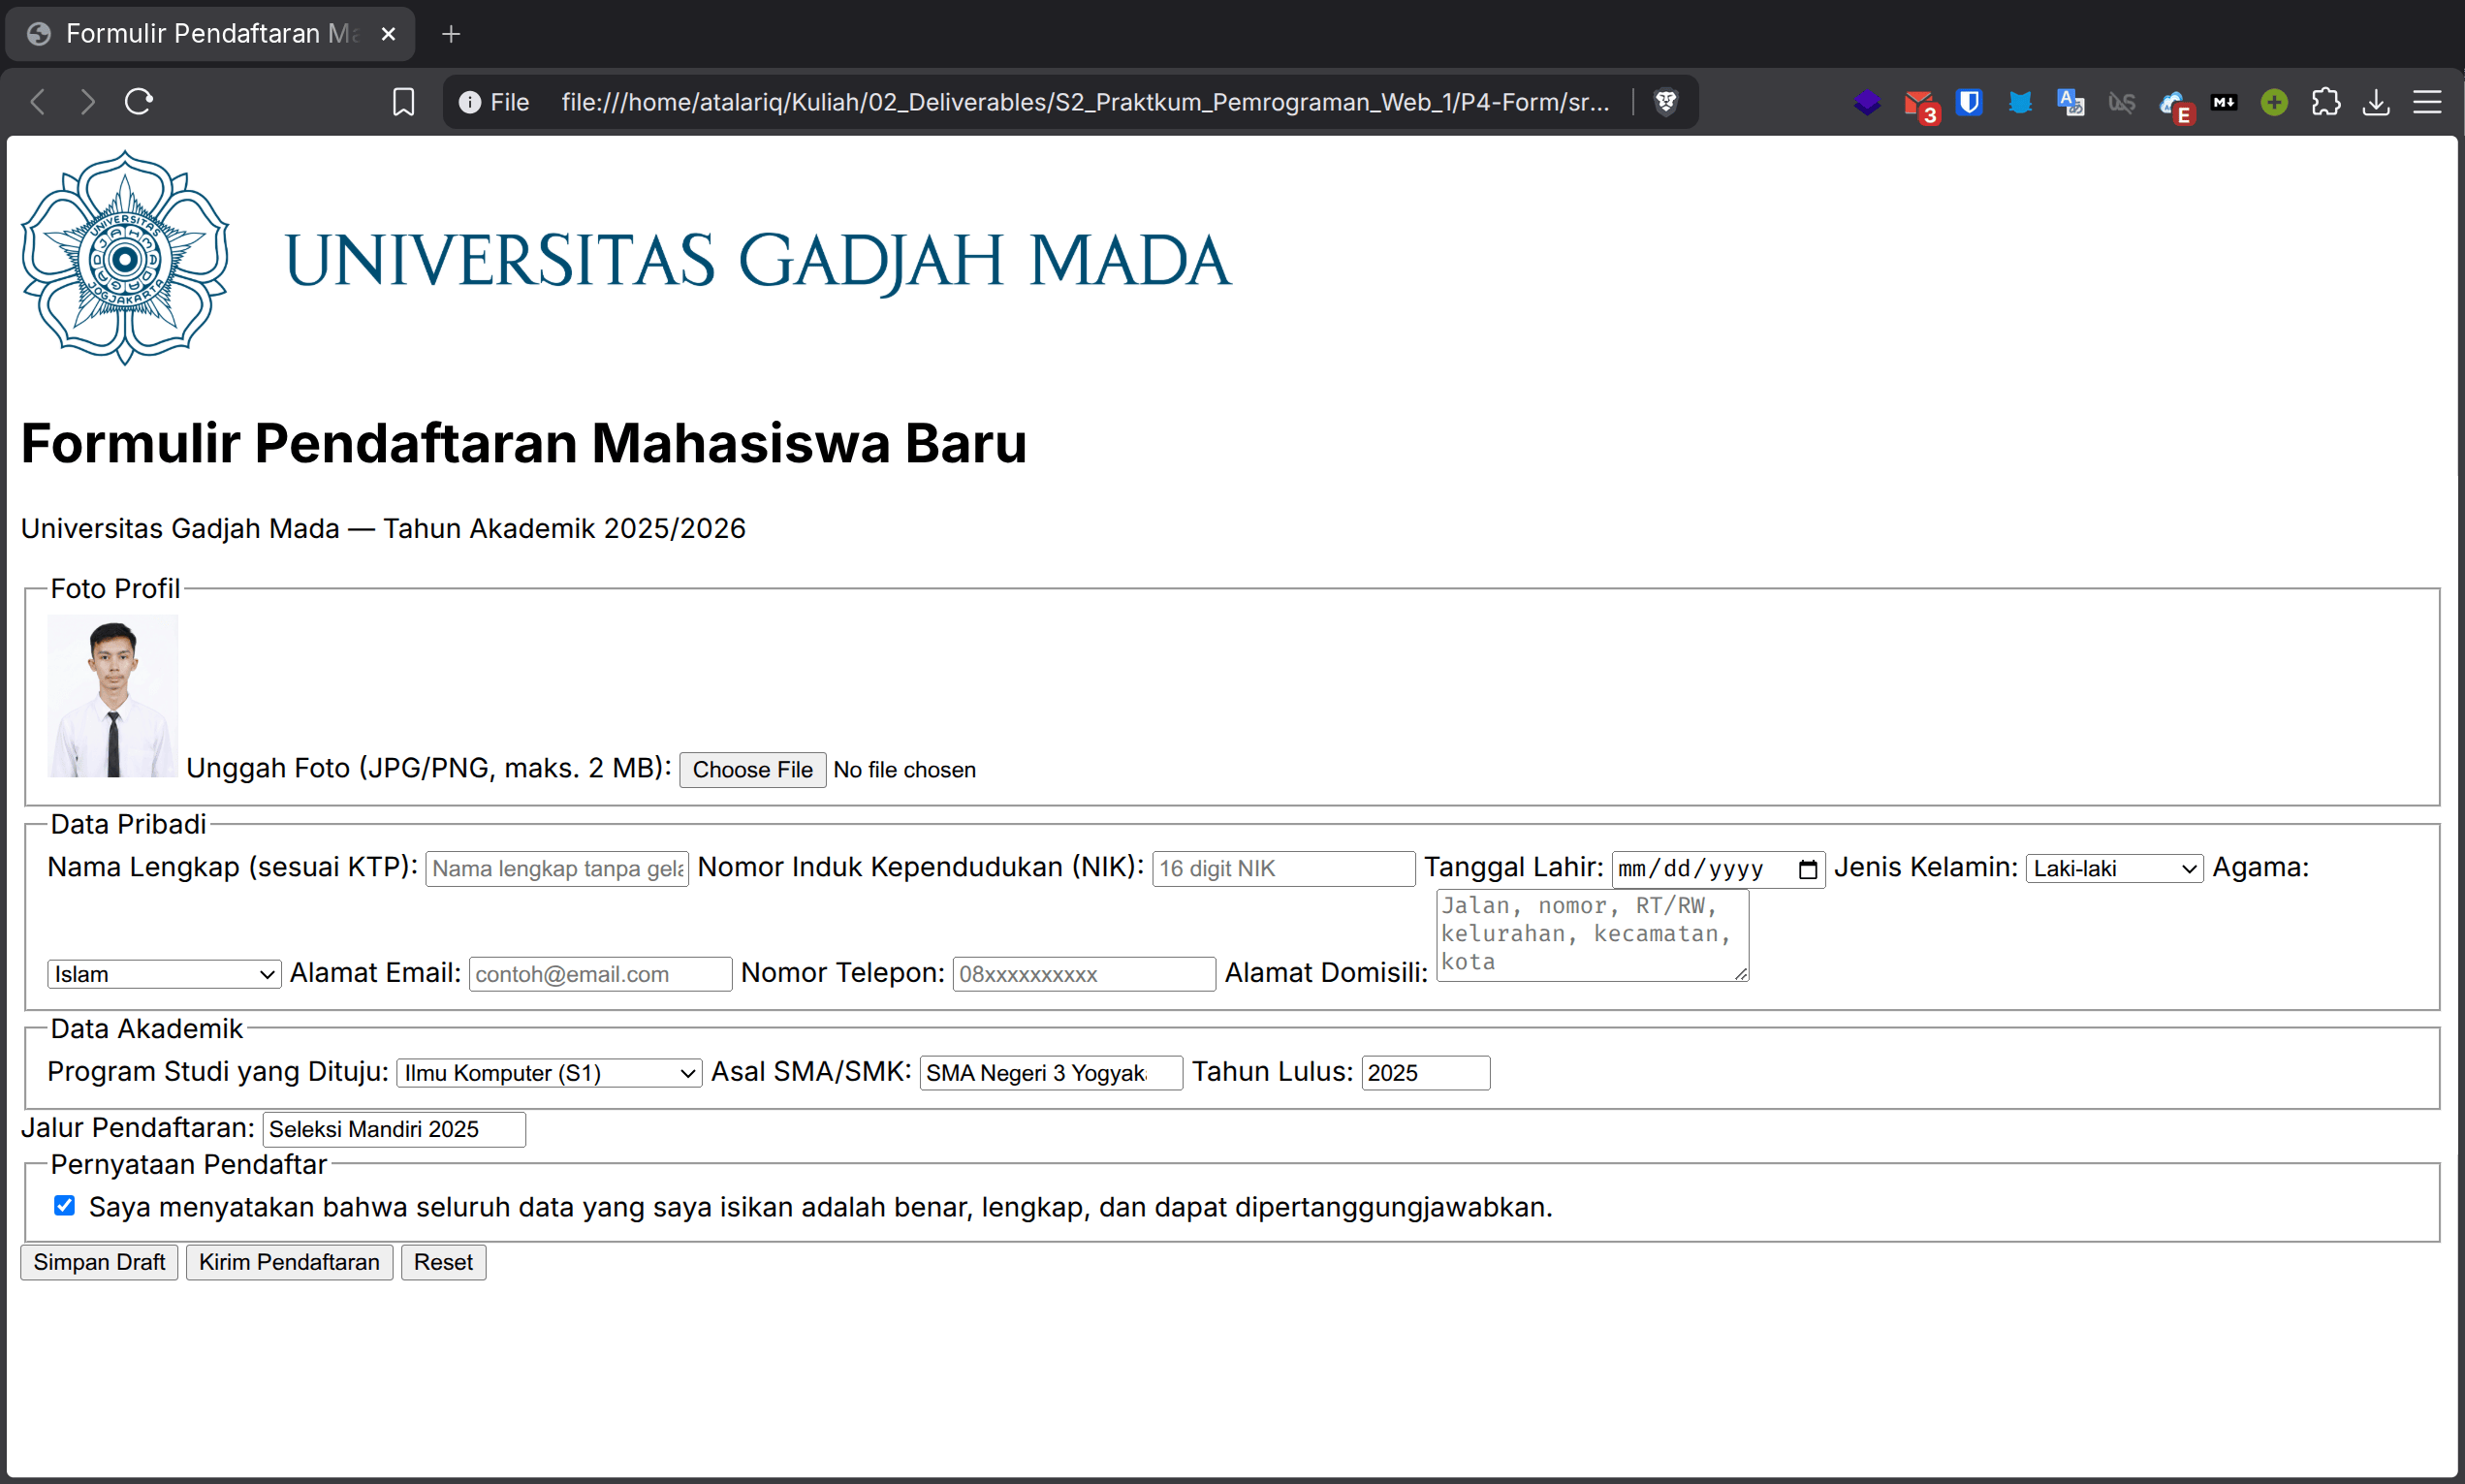 Formulir Pendaftaran Ma
File file:///home/atalariq/Kuliah/02_Deliverables/S2_Praktkum_Pemrograman_Web_1/P4-Form/sr...
3
E
UNIVERSITAS GADJAH MADA
Formulir Pendaftaran Mahasiswa Baru
Universitas Gadjah Mada — Tahun Akademik 2025/2026
Foto Profil
Unggah Foto (JPG/PNG, maks. 2 MB): Choose File No file chosen
Data Pribadi
Nama Lengkap (sesuai KTP): Nama lengkap tanpa gela Nomor Induk Kependudukan (NIK): 16 digit NIK Tanggal Lahir: mm/dd/yyyy Jenis Kelamin: Laki-laki Agama:
Islam Alamat Email: contoh@email.com Nomor Telepon: 08xxxxxxxxxx Alamat Domisili: Jalan, nomor, RT/RW,
kelurahan, kecamatan,
kota
Data Akademik
Program Studi yang Dituju: Ilmu Komputer (S1) Asal SMA/SMK: SMA Negeri 3 Yogyak Tahun Lulus: 2025
Jalur Pendaftaran: Seleksi Mandiri 2025
Pernyataan Pendaftar
Saya menyatakan bahwa seluruh data yang saya isikan adalah benar, lengkap, dan dapat dipertanggungjawabkan.
Simpan Draft Kirim Pendaftaran Reset